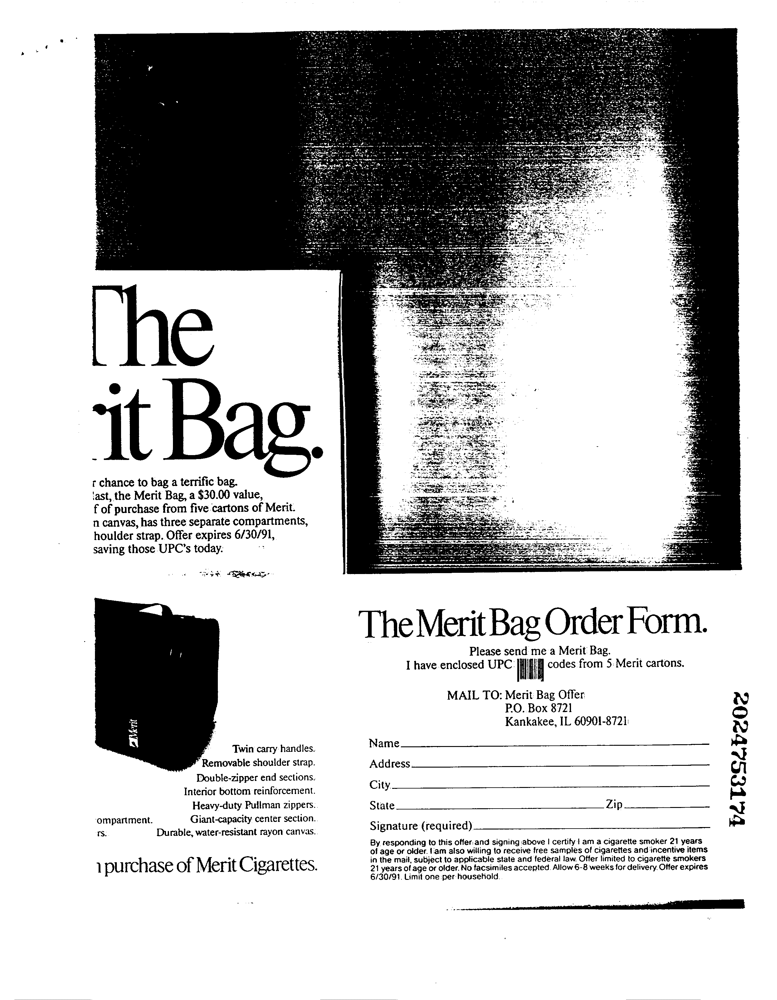 The
it Bag.
r chance to bag a terrific bag.
ast, the Merit Bag, a $30.00 value,
f of purchase from five cartons of Merit.
n canvas, has three separate compartments,
houlder strap. Offer expires 6/30/91,
saving those UPC's today.
Merit
Twin carry handles.
Removable shoulder strap.
Double-zipper end sections.
Interior bottom reinforcement.
Heavy-duty Pullman zippers.
ompartment. Giant-capacity center section.
rs. Durable, water-resistant rayon canvas.
purchase of Merit Cigarettes.
The Merit Bag Order Form.
Please send me a Merit Bag.
I have enclosed UPC codes from 5 Merit cartons.
MAIL TO: Merit Bag Offer
P.O. Box 8721
Kankakee, IL 60901-8721
Name
Address
City
State Zip
Signature (required)
By responding to this offer and signing above I certify I am a cigarette smoker 21 years
of age or older. I am also willing to receive free samples of cigarettes and incentive items
in the mail, subject to applicable state and federal law. Offer limited to cigarette smokers
21 years of age or older. No facsimiles accepted. Allow 6-8 weeks for delivery. Offer expires
6/30/91. Limit one per household.
2024753174